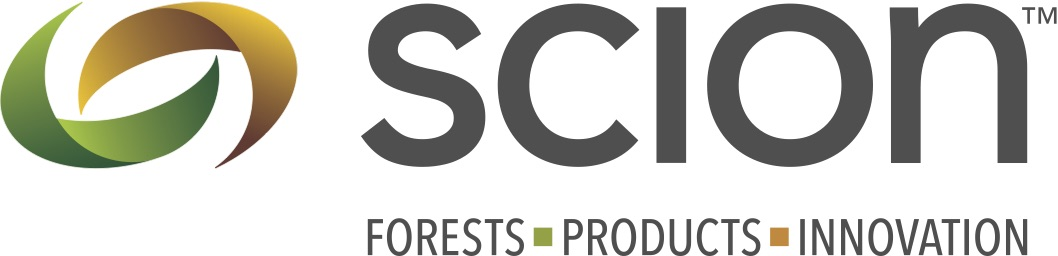 SCION™
FORESTS ▪ PRODUCTS ▪ INNOVATION